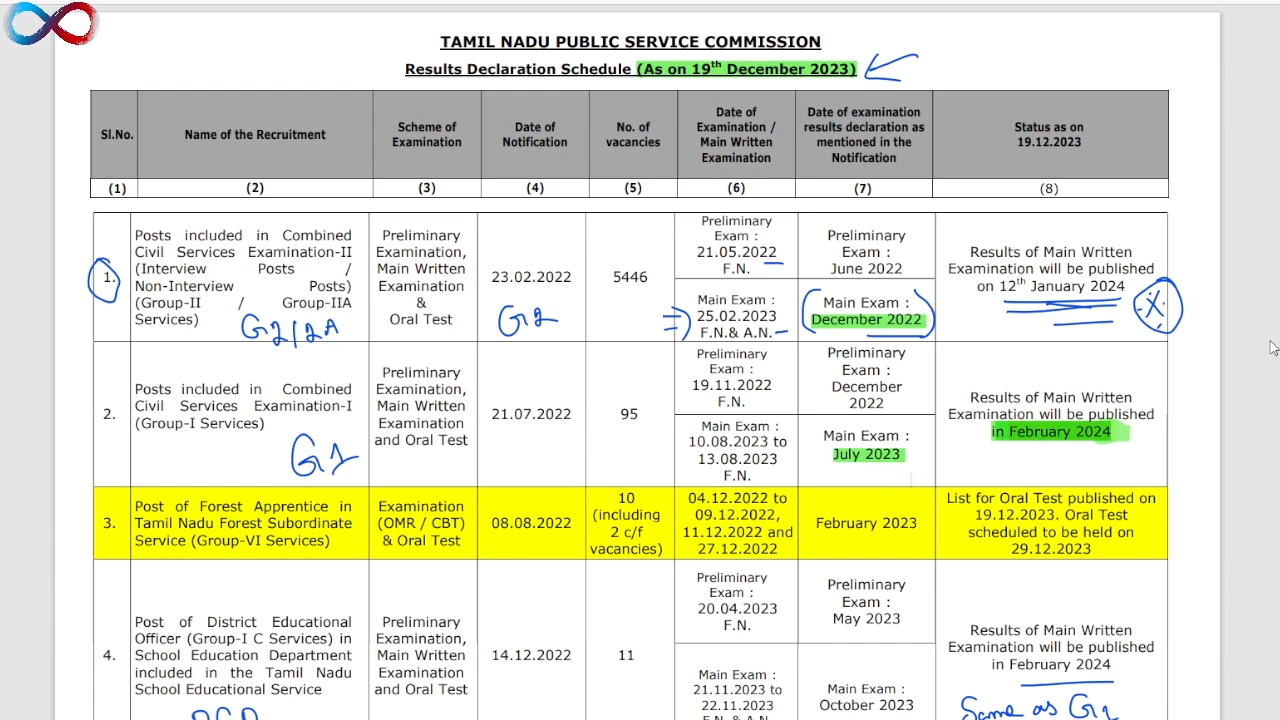 TAMIL NADU PUBLIC SERVICE COMMISSION
Results Declaration Schedule (As on 19th December 2023)
Sl.No.
Name of the Recruitment
Scheme of
Examination
Date of
Notification
No. of
vacancies
Date of
Examination /
Main Written
Examination
Date of examination
results declaration as
mentioned in the
Notification
Status as on
19.12.2023
(1) (2) (3) (4) (5) (6) (7) (8)
1.
Posts included in Combined
Civil Services Examination-II
(Interview Posts /
Non-Interview Posts)
(Group-II / Group-IIA
Services)
G2/2A
Preliminary
Examination,
Main Written
Examination
&
Oral Test
23.02.2022
G2
5446
Preliminary
Exam :
21.05.2022
F.N.
Main Exam :
25.02.2023
F.N.& A.N.
Preliminary
Exam :
June 2022
Main Exam :
December 2022
Results of Main Written
Examination will be published
on 12th January 2024
2.
Posts included in Combined
Civil Services Examination-I
(Group-I Services)
G1
Preliminary
Examination,
Main Written
Examination
and Oral Test
21.07.2022
95
Preliminary
Exam :
19.11.2022
F.N.
Main Exam :
10.08.2023 to
13.08.2023
F.N.
Preliminary
Exam :
December
2022
Main Exam :
July 2023
Results of Main Written
Examination will be published
in February 2024
3.
Post of Forest Apprentice in
Tamil Nadu Forest Subordinate
Service (Group-VI Services)
Examination
(OMR / CBT)
& Oral Test
08.08.2022
10
(including
2 c/f
vacancies)
04.12.2022 to
09.12.2022,
11.12.2022 and
27.12.2022
February 2023
List for Oral Test published on
19.12.2023. Oral Test
scheduled to be held on
29.12.2023
4.
Post of District Educational
Officer (Group-I C Services) in
School Education Department
included in the Tamil Nadu
School Educational Service
Preliminary
Examination,
Main Written
Examination
and Oral Test
14.12.2022
11
Preliminary
Exam :
20.04.2023
F.N.
Main Exam :
21.11.2023 to
22.11.2023
F.N. & A.N.
Preliminary
Exam :
May 2023
Main Exam :
October 2023
Results of Main Written
Examination will be published
in February 2024
Same as G1